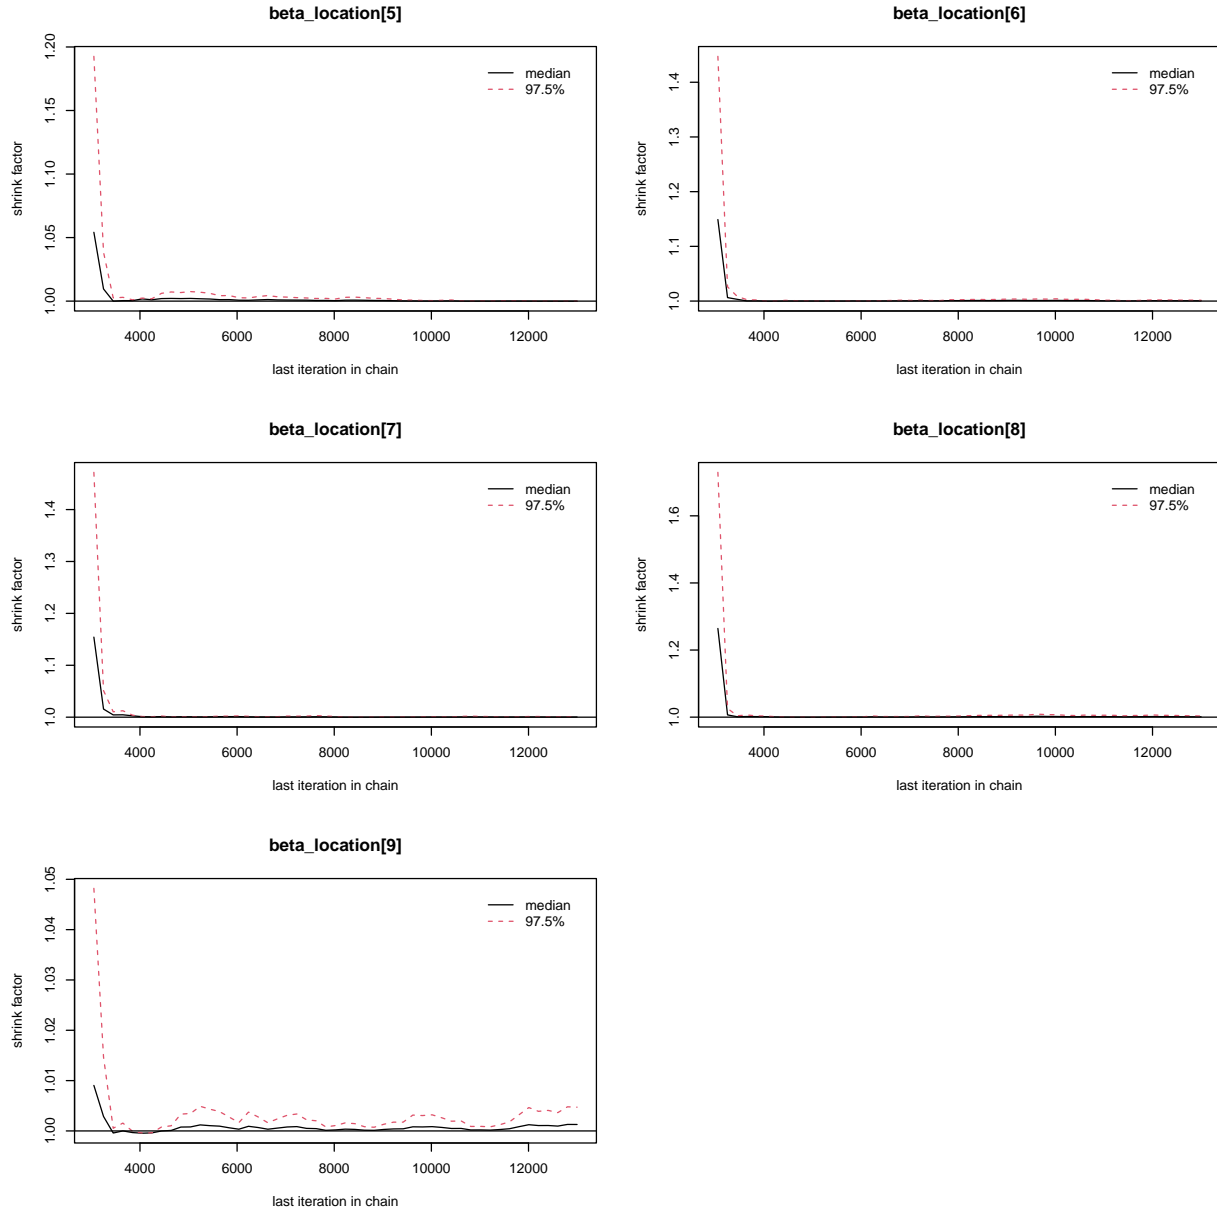 beta_location[5]
shrink factor
1.00 1.05 1.10 1.15 1.20
median
97.5%
4000 6000 8000 10000 12000
last iteration in chain
beta_location[6]
shrink factor
1.0 1.1 1.2 1.3 1.4
median
97.5%
4000 6000 8000 10000 12000
last iteration in chain
beta_location[7]
shrink factor
1.0 1.1 1.2 1.3 1.4
median
97.5%
4000 6000 8000 10000 12000
last iteration in chain
beta_location[8]
shrink factor
1.0 1.2 1.4 1.6
median
97.5%
4000 6000 8000 10000 12000
last iteration in chain
beta_location[9]
shrink factor
1.00 1.01 1.02 1.03 1.04 1.05
median
97.5%
4000 6000 8000 10000 12000
last iteration in chain